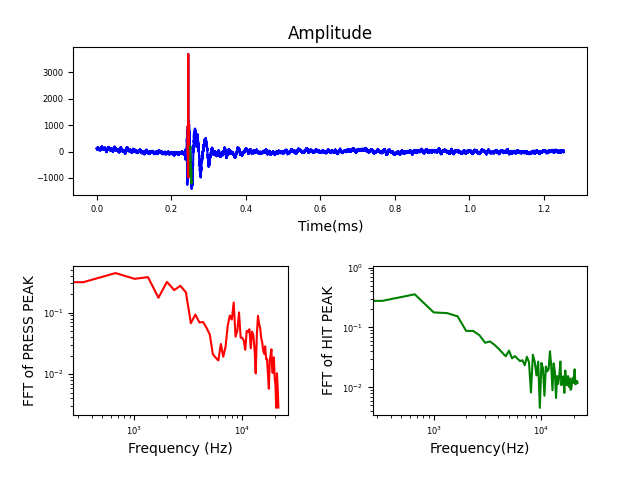 Amplitude
3000
2000
1000
0
−1000
0.0 0.2 0.4 0.6 0.8 1.0 1.2
Time(ms)
FFT of PRESS PEAK
10⁻¹
10⁻²
10³ 10⁴
Frequency (Hz)
FFT of HIT PEAK
10⁰
10⁻¹
10⁻²
10³ 10⁴
Frequency(Hz)